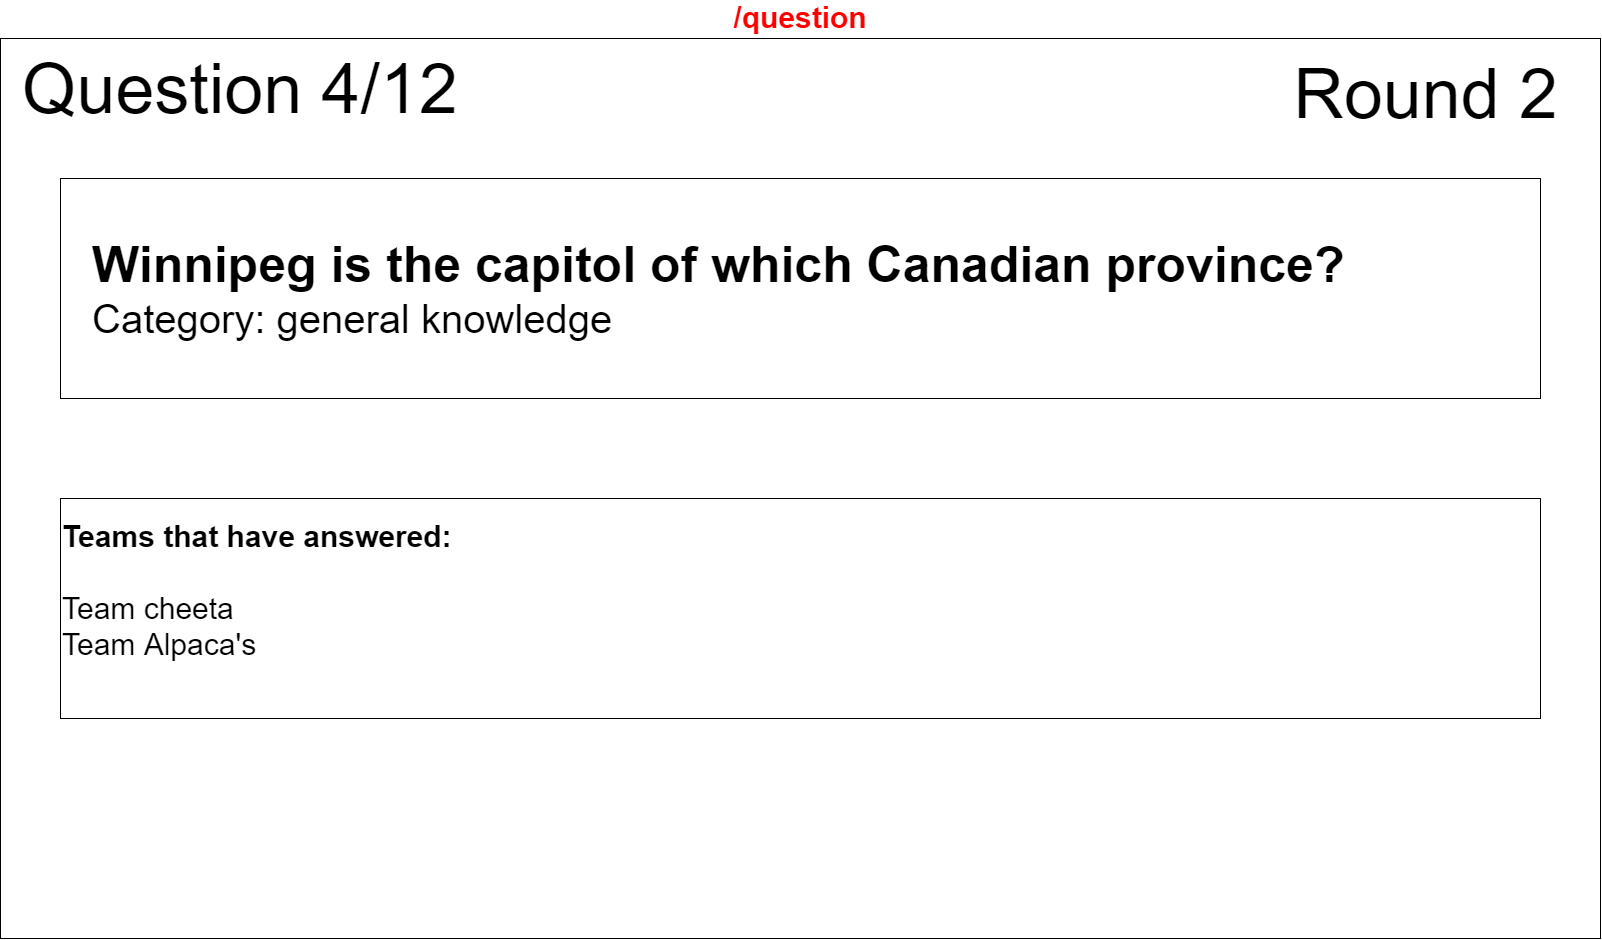 /question
Question 4/12
Round 2
Winnipeg is the capitol of which Canadian province?
Category: general knowledge
Teams that have answered:
Team cheeta
Team Alpaca's